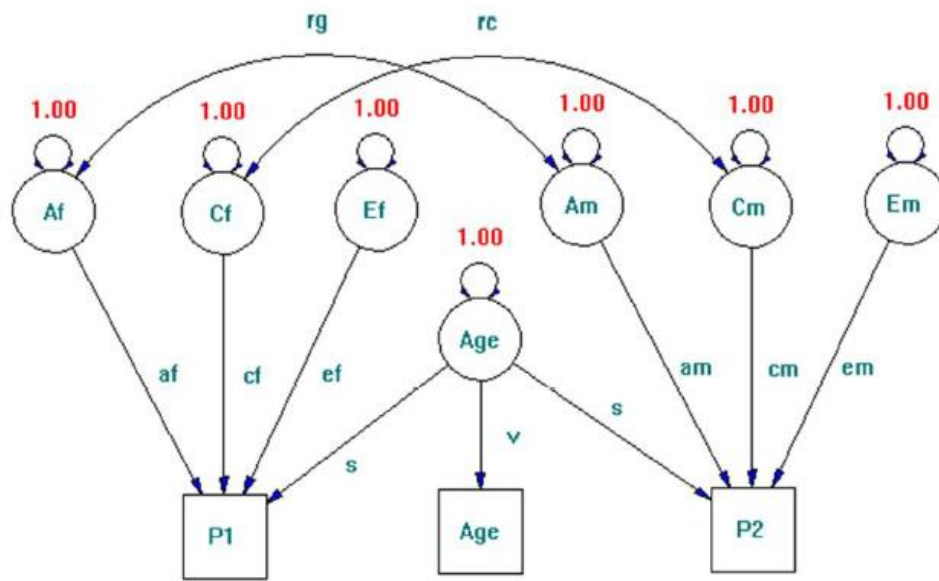 rg rc
1.00 1.00 1.00 1.00 1.00 1.00
Af Cf Ef Am Cm Em
1.00
Age
af cf ef am cm em
s v s
P1 Age P2